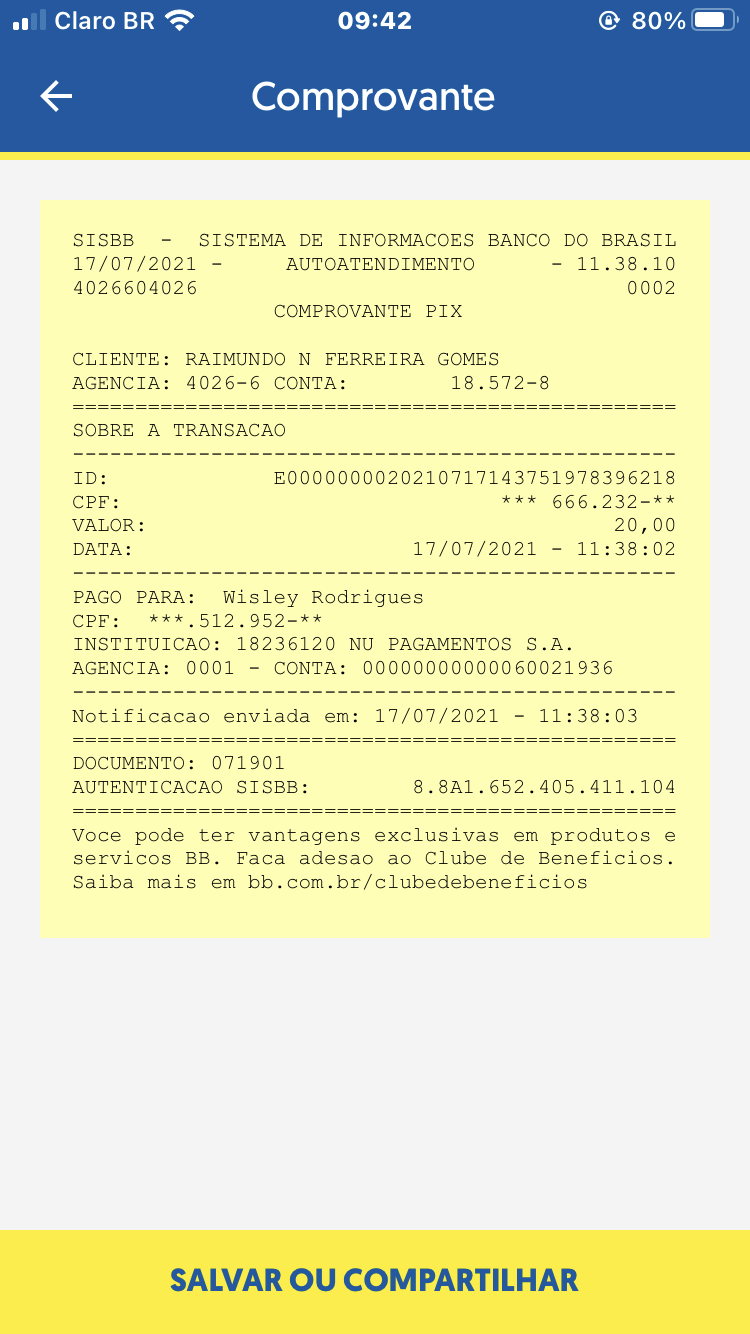 Claro BR 09:42 80%
Comprovante
SISBB - SISTEMA DE INFORMACOES BANCO DO BRASIL
17/07/2021 - AUTOATENDIMENTO - 11.38.10
4026604026 0002
COMPROVANTE PIX
CLIENTE: RAIMUNDO N FERREIRA GOMES
AGENCIA: 4026-6 CONTA: 18.572-8
================================================
SOBRE A TRANSACAO
------------------------------------------------
ID: E0000000020210717143751978396218
CPF: *** 666.232-**
VALOR: 20,00
DATA: 17/07/2021 - 11:38:02
------------------------------------------------
PAGO PARA: Wisley Rodrigues
CPF: ***.512.952-**
INSTITUICAO: 18236120 NU PAGAMENTOS S.A.
AGENCIA: 0001 - CONTA: 00000000000060021936
------------------------------------------------
Notificacao enviada em: 17/07/2021 - 11:38:03
================================================
DOCUMENTO: 071901
AUTENTICACAO SISBB: 8.8A1.652.405.411.104
================================================
Voce pode ter vantagens exclusivas em produtos e
servicos BB. Faca adesao ao Clube de Beneficios.
Saiba mais em bb.com.br/clubedebeneficios
SALVAR OU COMPARTILHAR